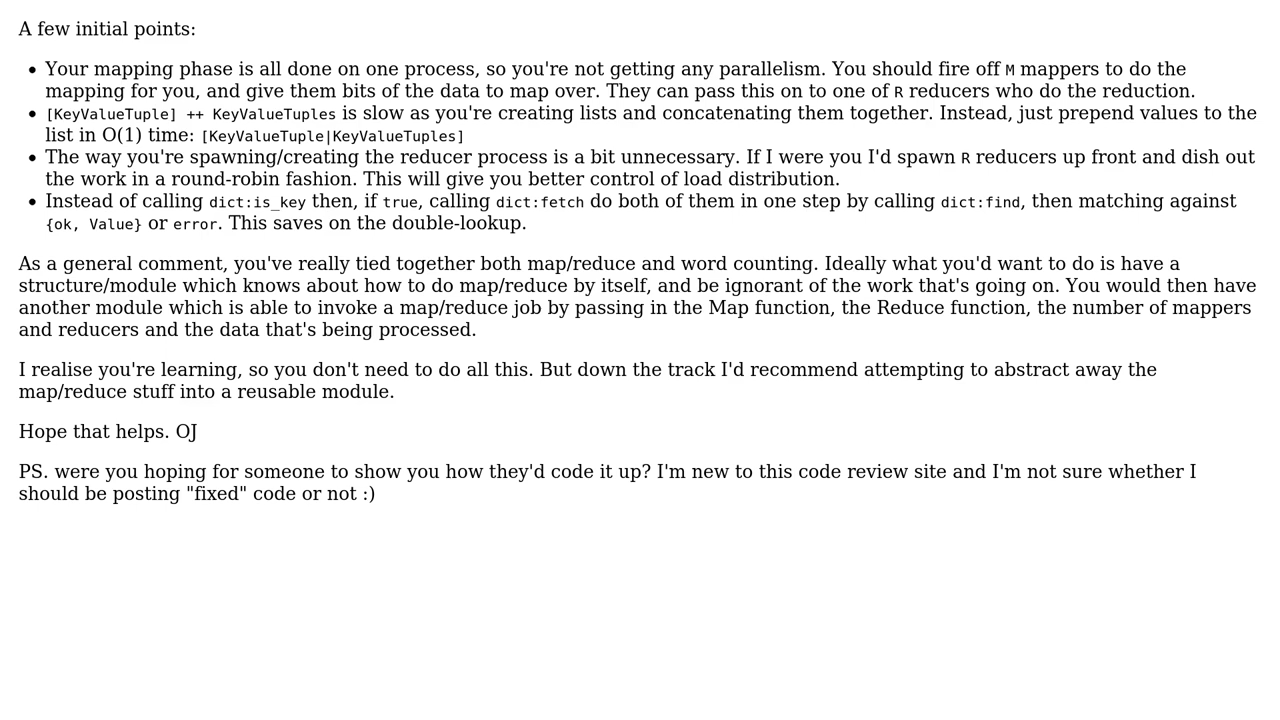 A few initial points:
• Your mapping phase is all done on one process, so you're not getting any parallelism. You should fire off M mappers to do the
mapping for you, and give them bits of the data to map over. They can pass this on to one of R reducers who do the reduction.
• [KeyValueTuple] ++ KeyValueTuples is slow as you're creating lists and concatenating them together. Instead, just prepend values to the
list in O(1) time: [KeyValueTuple|KeyValueTuples]
• The way you're spawning/creating the reducer process is a bit unnecessary. If I were you I'd spawn R reducers up front and dish out
the work in a round-robin fashion. This will give you better control of load distribution.
• Instead of calling dict:is_key then, if true, calling dict:fetch do both of them in one step by calling dict:find, then matching against
{ok, Value} or error. This saves on the double-lookup.
As a general comment, you've really tied together both map/reduce and word counting. Ideally what you'd want to do is have a
structure/module which knows about how to do map/reduce by itself, and be ignorant of the work that's going on. You would then have
another module which is able to invoke a map/reduce job by passing in the Map function, the Reduce function, the number of mappers
and reducers and the data that's being processed.
I realise you're learning, so you don't need to do all this. But down the track I'd recommend attempting to abstract away the
map/reduce stuff into a reusable module.
Hope that helps. OJ
PS. were you hoping for someone to show you how they'd code it up? I'm new to this code review site and I'm not sure whether I
should be posting "fixed" code or not :)